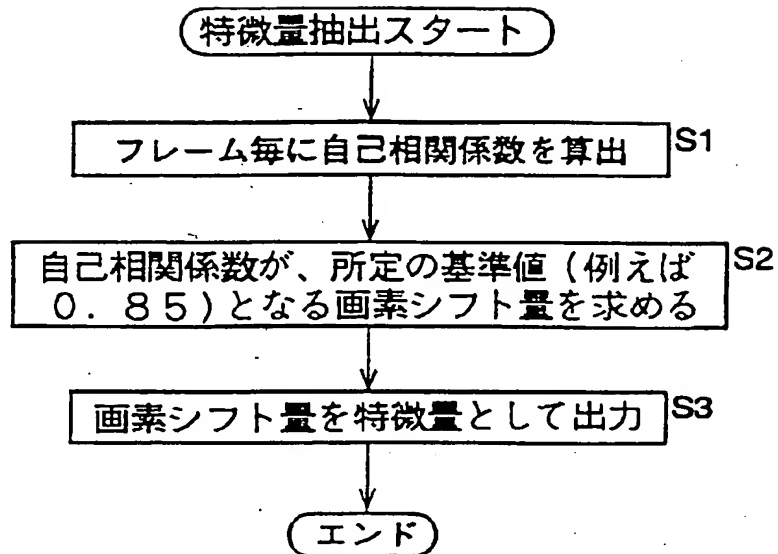 特徴量抽出スタート
フレーム毎に自己相関係数を算出 S1
自己相関係数が、所定の基準値(例えば S2
0.85)となる画素シフト量を求める
画素シフト量を特徴量として出力 S3
エンド